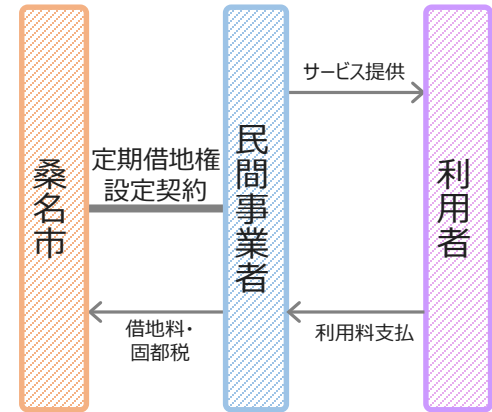 サービス提供
定期借地権
設定契約
桑名市
民間事業者
利用者
借地料・
固都税
利用料支払